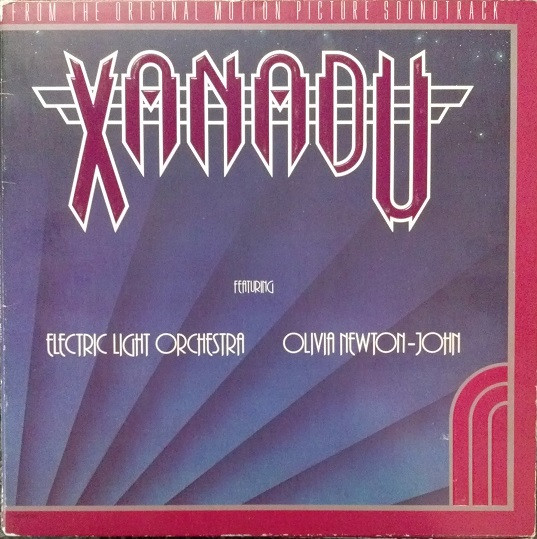 FROM THE ORIGINAL MOTION PICTURE SOUNDTRACK
XANADU
FEATURING
ELECTRIC LIGHT ORCHESTRA OLIVIA NEWTON-JOHN